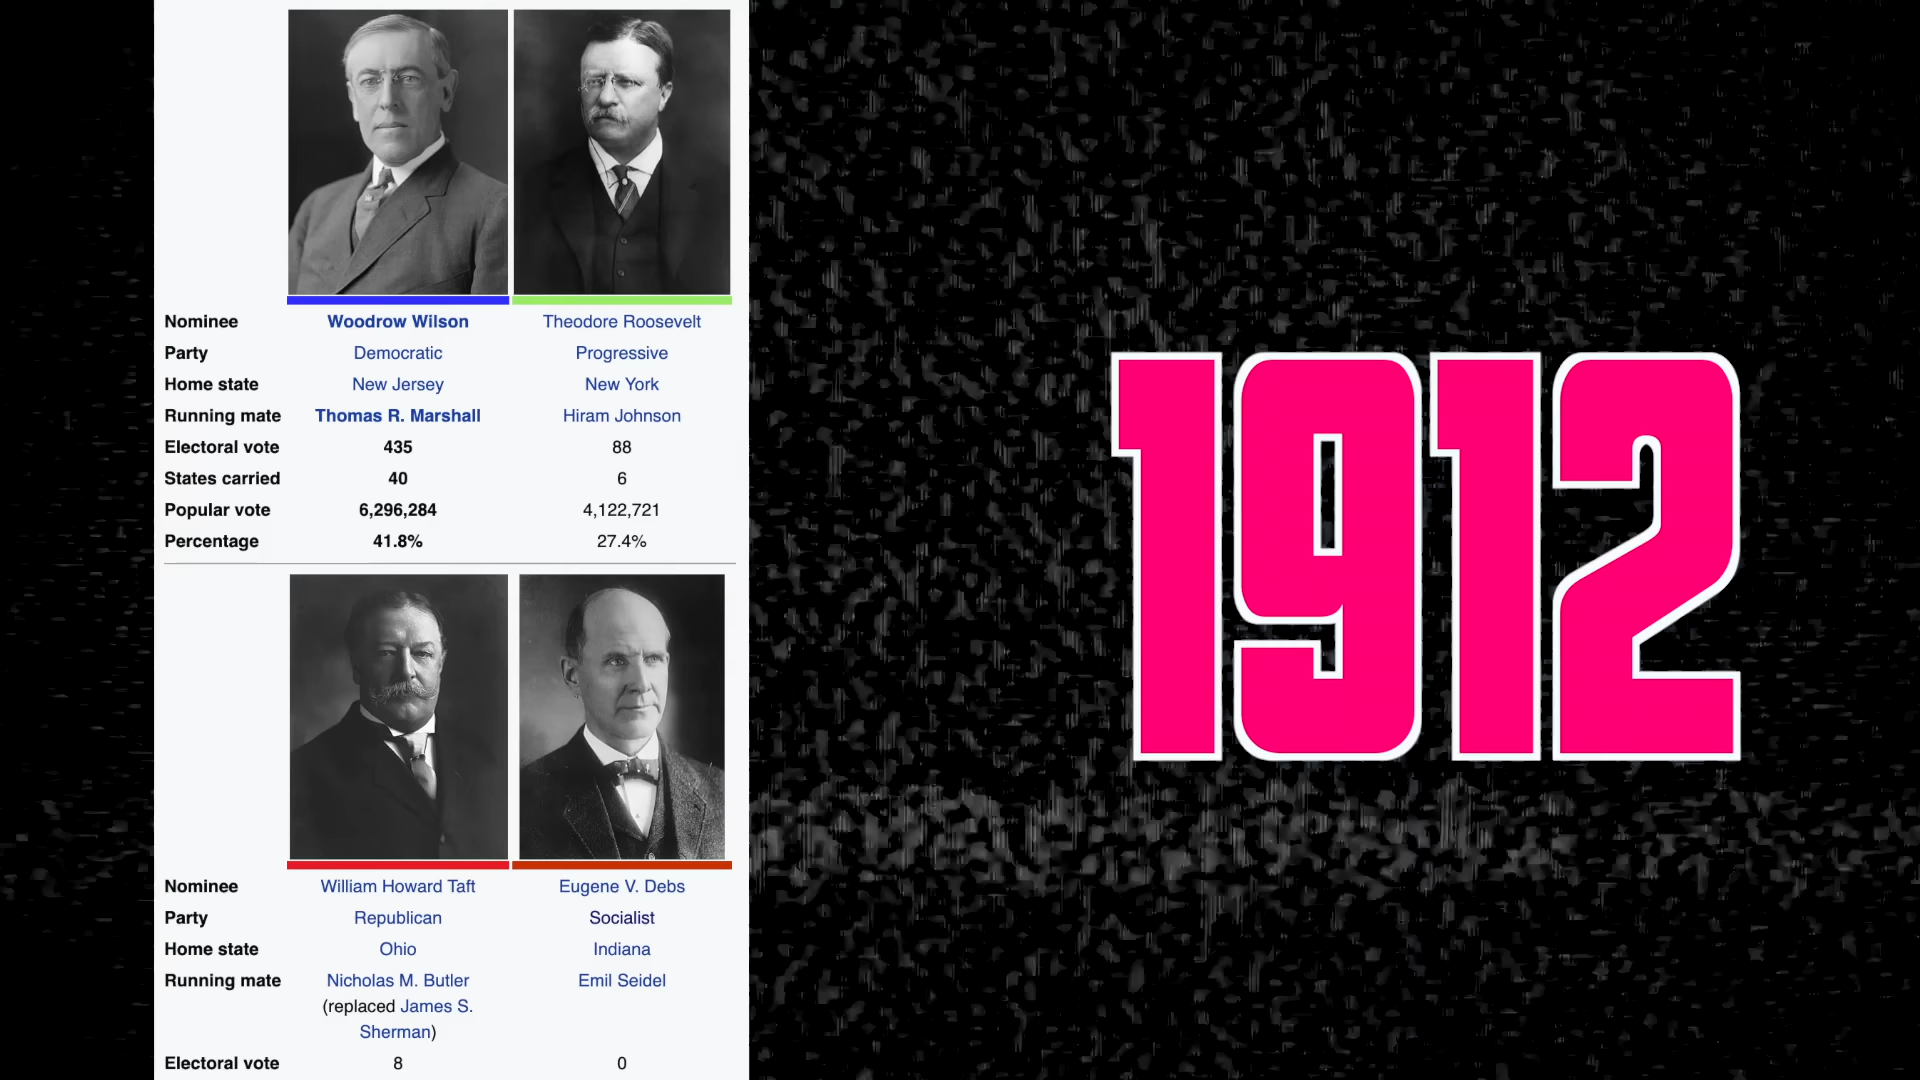 Nominee Woodrow Wilson Theodore Roosevelt
Party Democratic Progressive
Home state New Jersey New York
Running mate Thomas R. Marshall Hiram Johnson
Electoral vote 435 88
States carried 40 6
Popular vote 6,296,284 4,122,721
Percentage 41.8% 27.4%
Nominee William Howard Taft Eugene V. Debs
Party Republican Socialist
Home state Ohio Indiana
Running mate Nicholas M. Butler Emil Seidel
(replaced James S.
Sherman)
Electoral vote 8 0
1912